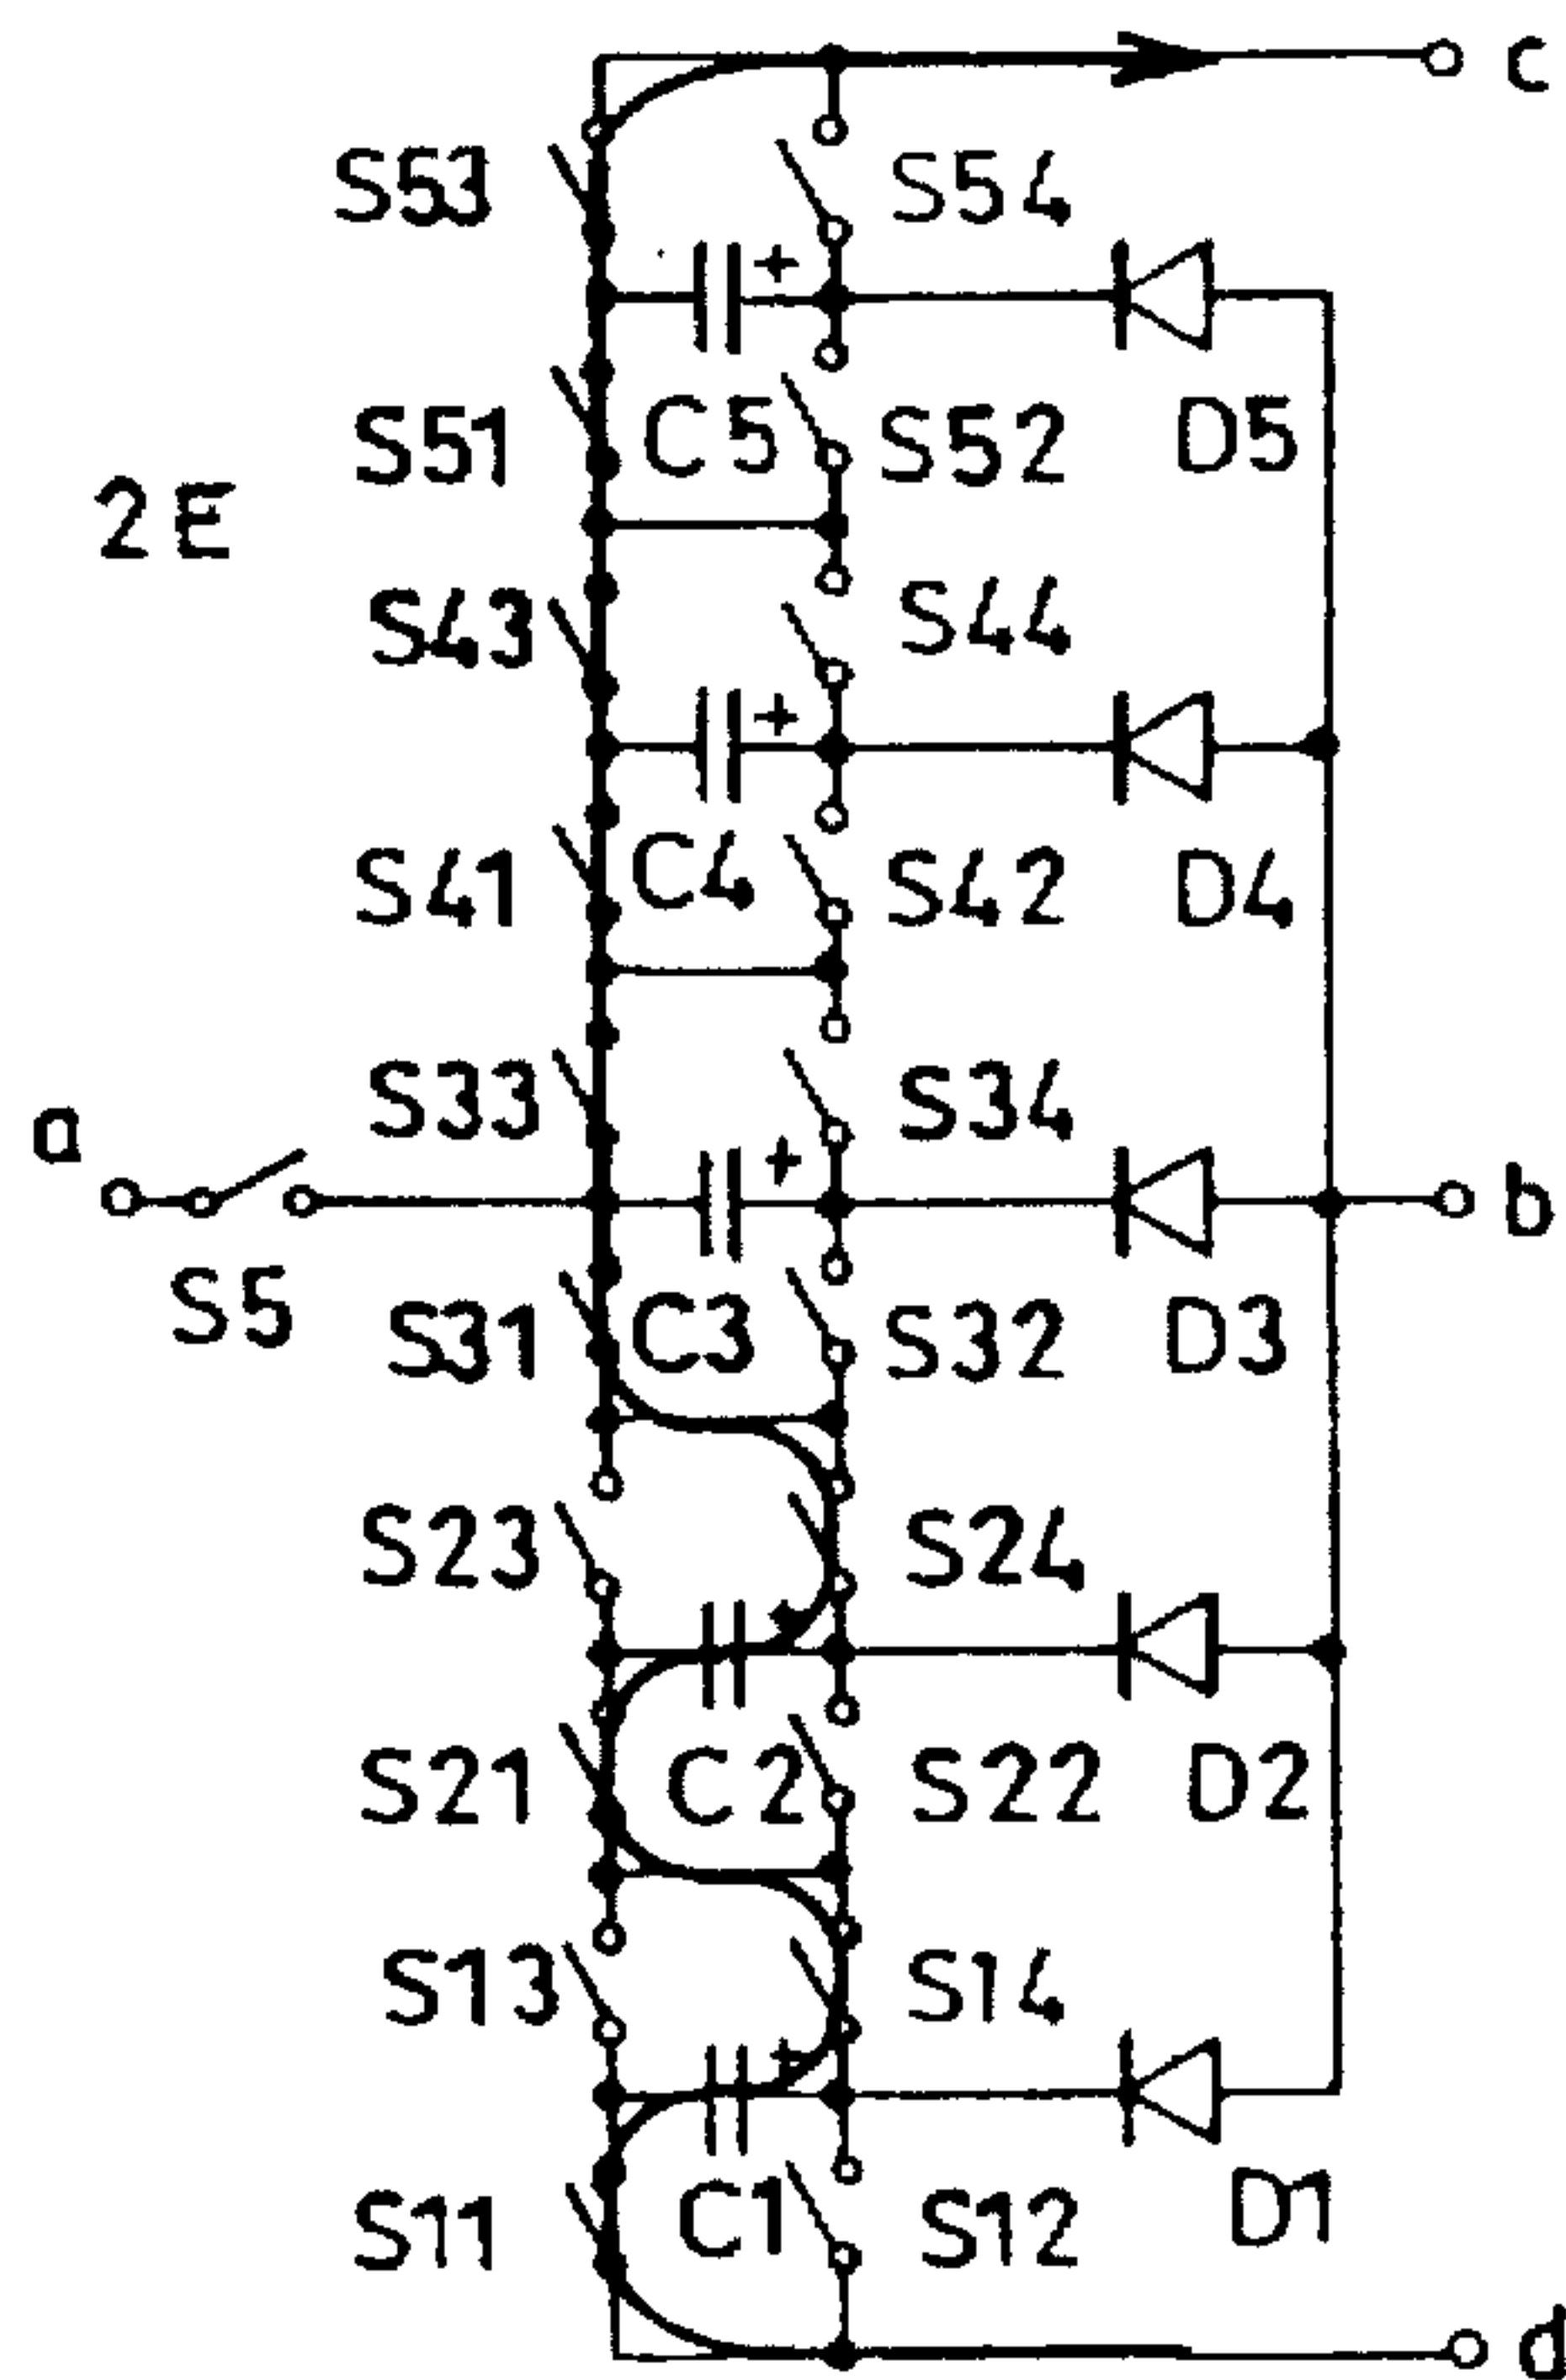 c
S53 S54
+
S51 C5 S52 D5
2E
S43 S44
+
S41 C4 S42 D4
S33 S34
a
+
b
S5
S31 C3 S32 D3
S23 S24
S21 C2 S22 D2
S13 S14
+
S11 C1 S12 D1
d